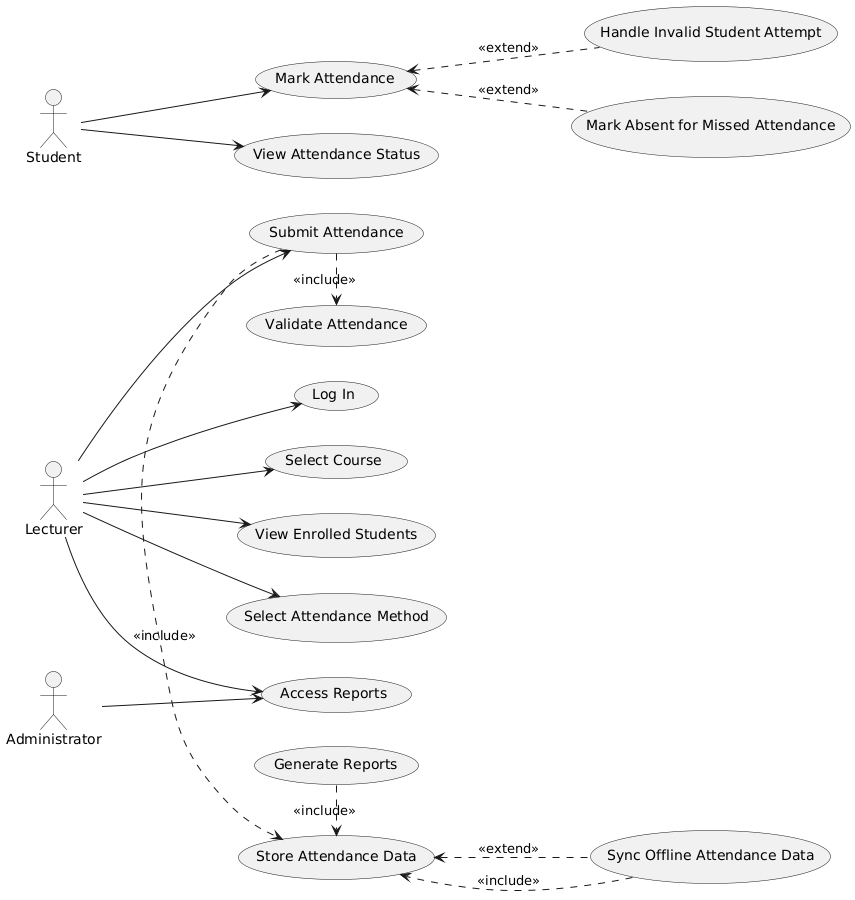 Handle Invalid Student Attempt
«extend»
Mark Attendance
«extend»
Mark Absent for Missed Attendance
Student
View Attendance Status
Submit Attendance
«include»
Validate Attendance
Log In
Select Course
Lecturer
View Enrolled Students
Select Attendance Method
«include»
Access Reports
Administrator
Generate Reports
«include»
«extend»
Store Attendance Data
Sync Offline Attendance Data
«include»